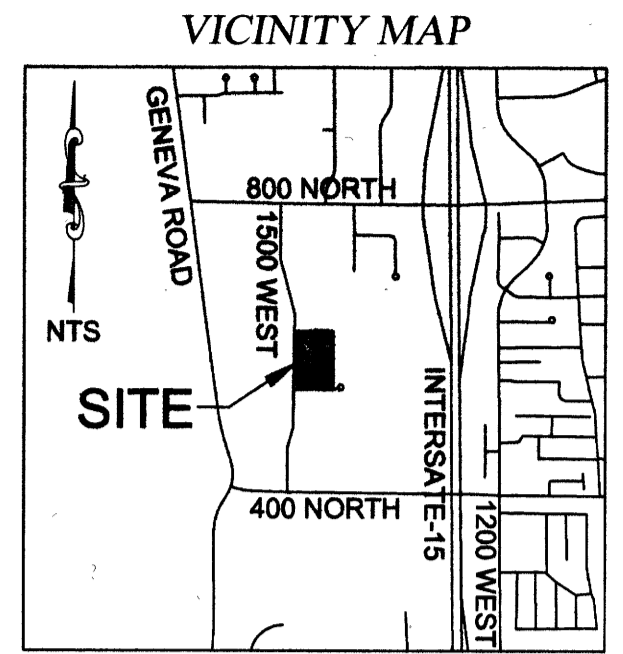 VICINITY MAP
GENEVA ROAD
800 NORTH
1500 WEST
NTS
SITE
INTERSATE-15
400 NORTH
1200 WEST